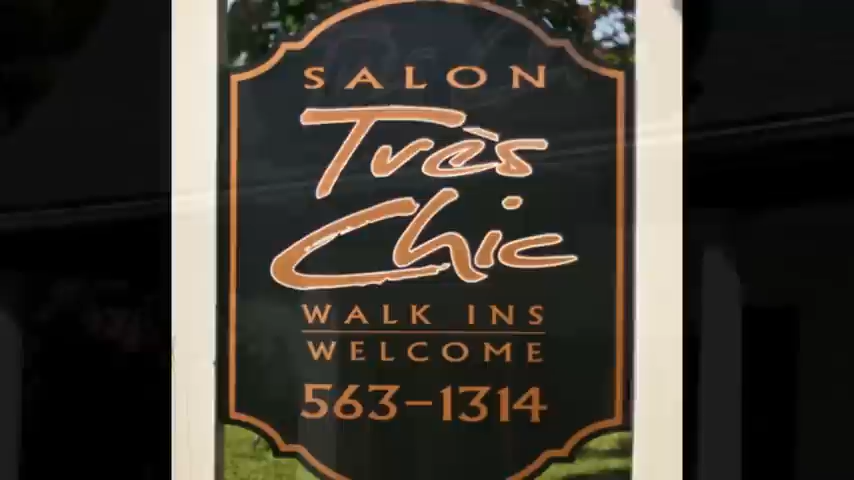 SALON
Très
Chic
WALK INS
WELCOME
563-1314